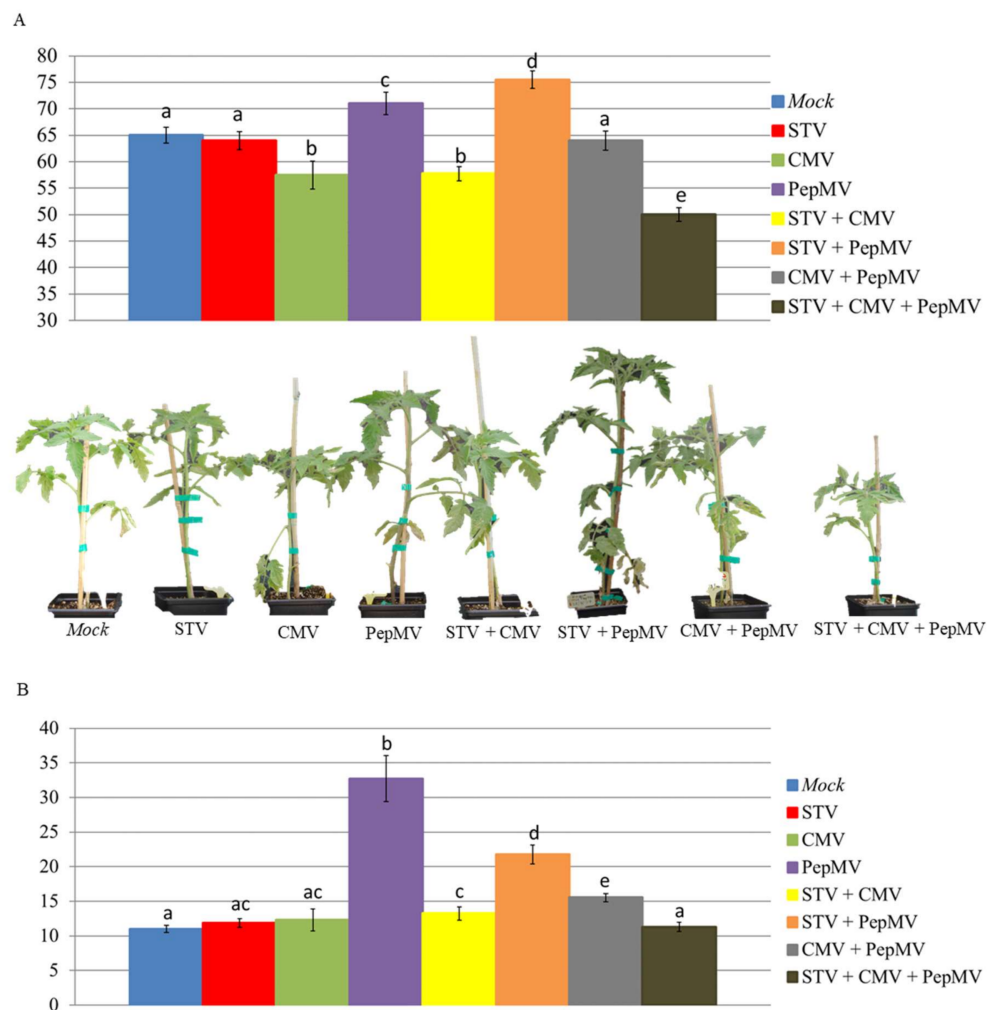 A
80
75
70
65
60
55
50
45
40
35
30
a
a
b
c
b
d
a
e
Mock
STV
CMV
PepMV
STV + CMV
STV + PepMV
CMV + PepMV
STV + CMV + PepMV
Mock
STV
CMV
PepMV
STV + CMV
STV + PepMV
CMV + PepMV
STV + CMV + PepMV
B
40
35
30
25
20
15
10
5
0
a
ac
ac
b
c
d
e
a
Mock
STV
CMV
PepMV
STV + CMV
STV + PepMV
CMV + PepMV
STV + CMV + PepMV